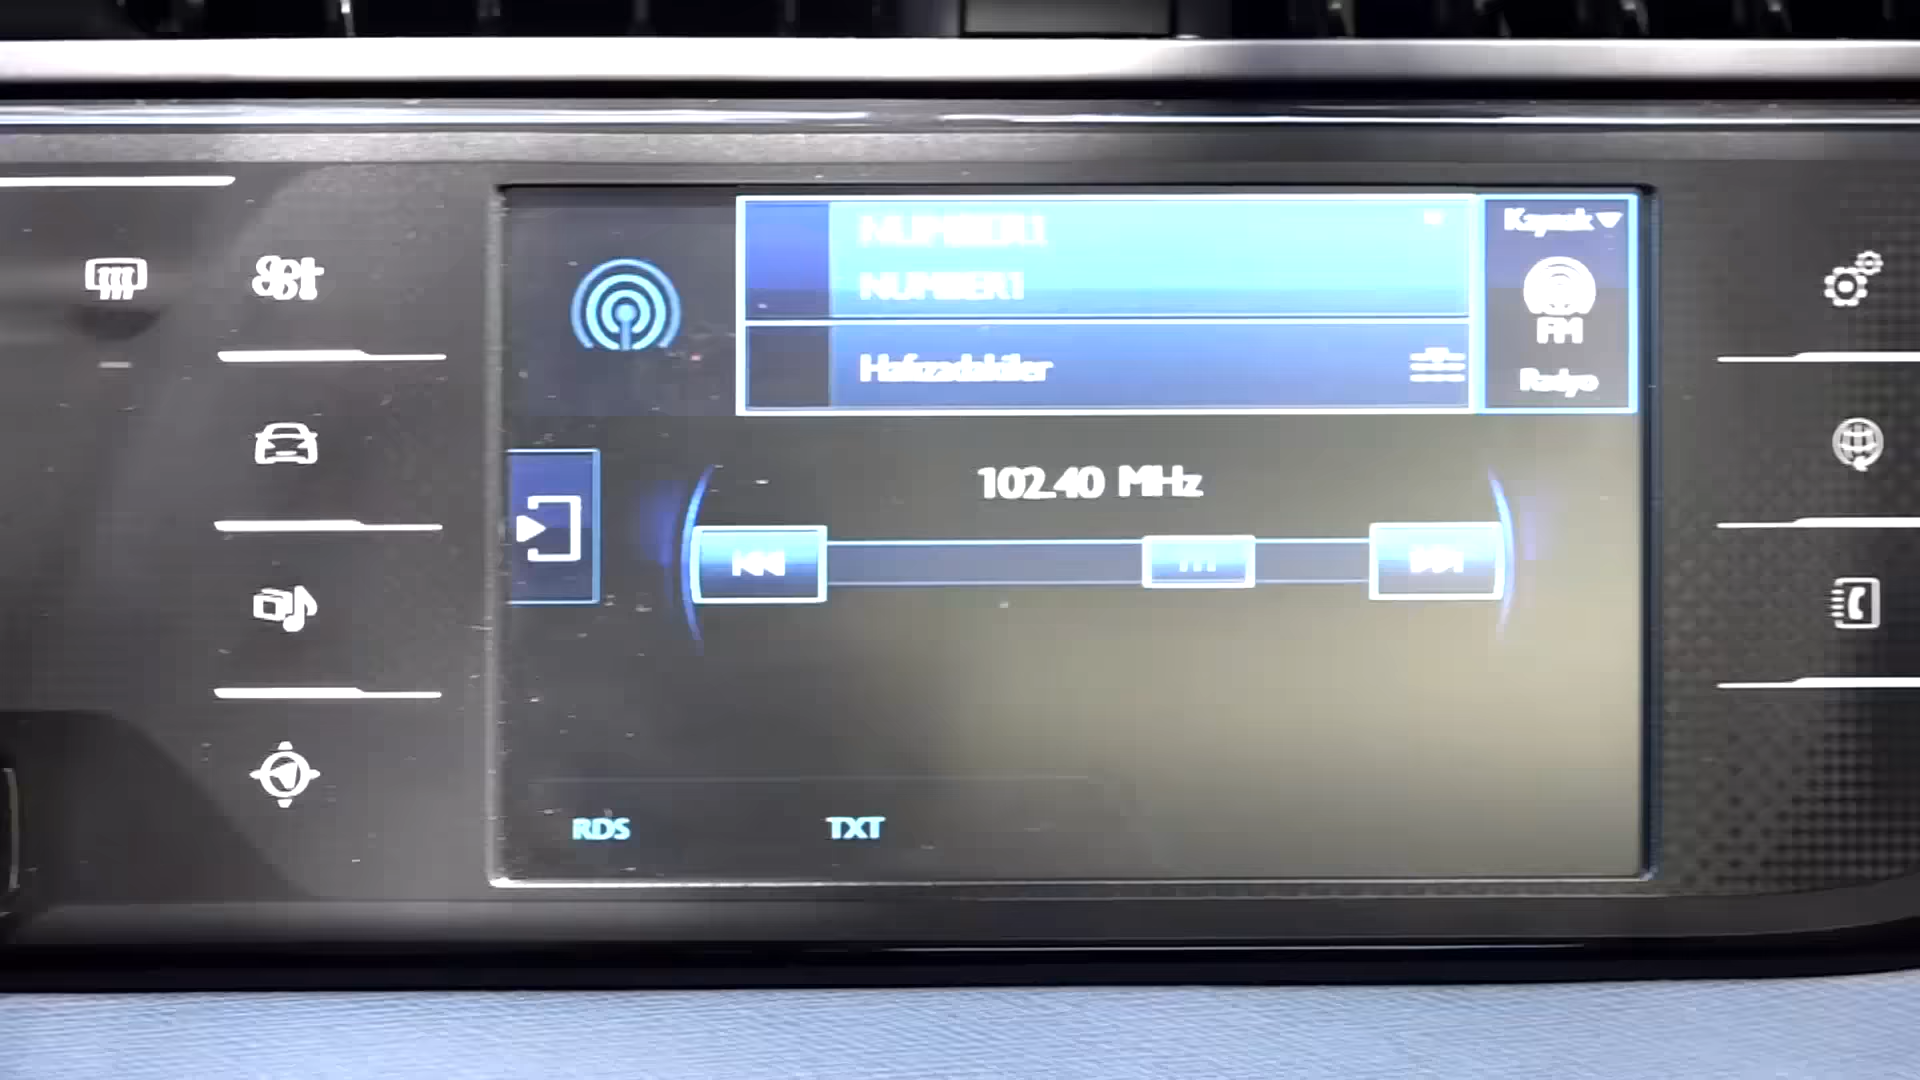 NUMBER1
NUMBER1
Kaynak
FM
Radyo
Hafızadakiler
102.40 MHz
RDS
TXT